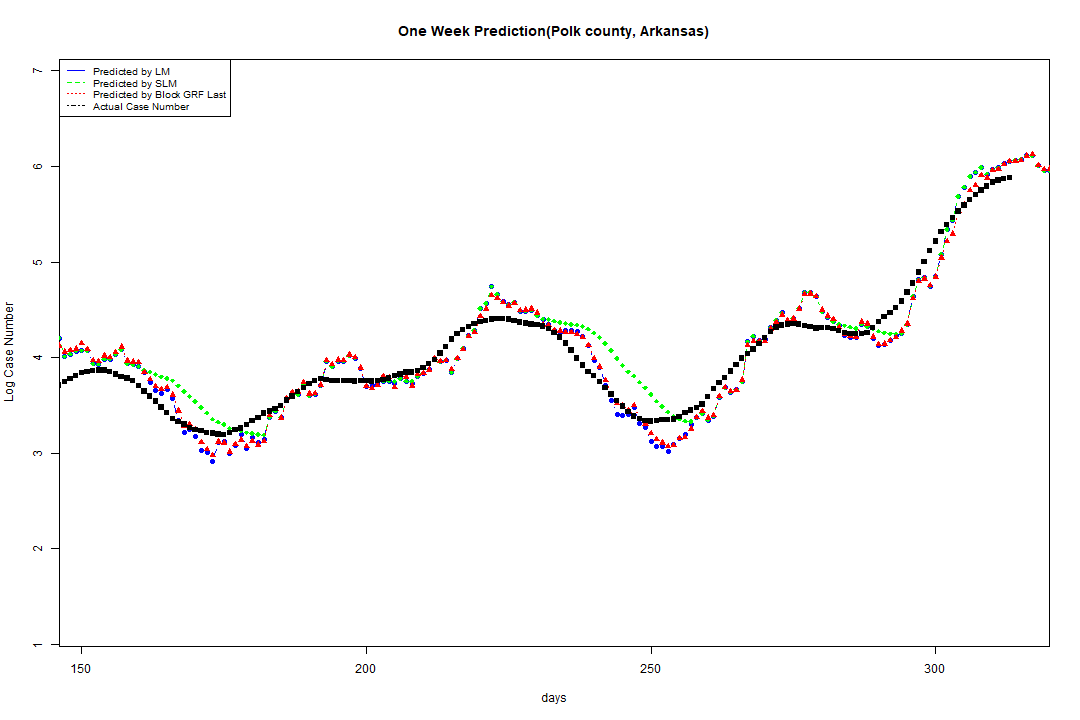 One Week Prediction(Polk county, Arkansas)
Predicted by LM
Predicted by SLM
Predicted by Block GRF Last
Actual Case Number
7
6
5
4
3
2
1
Log Case Number
150
200
250
300
days